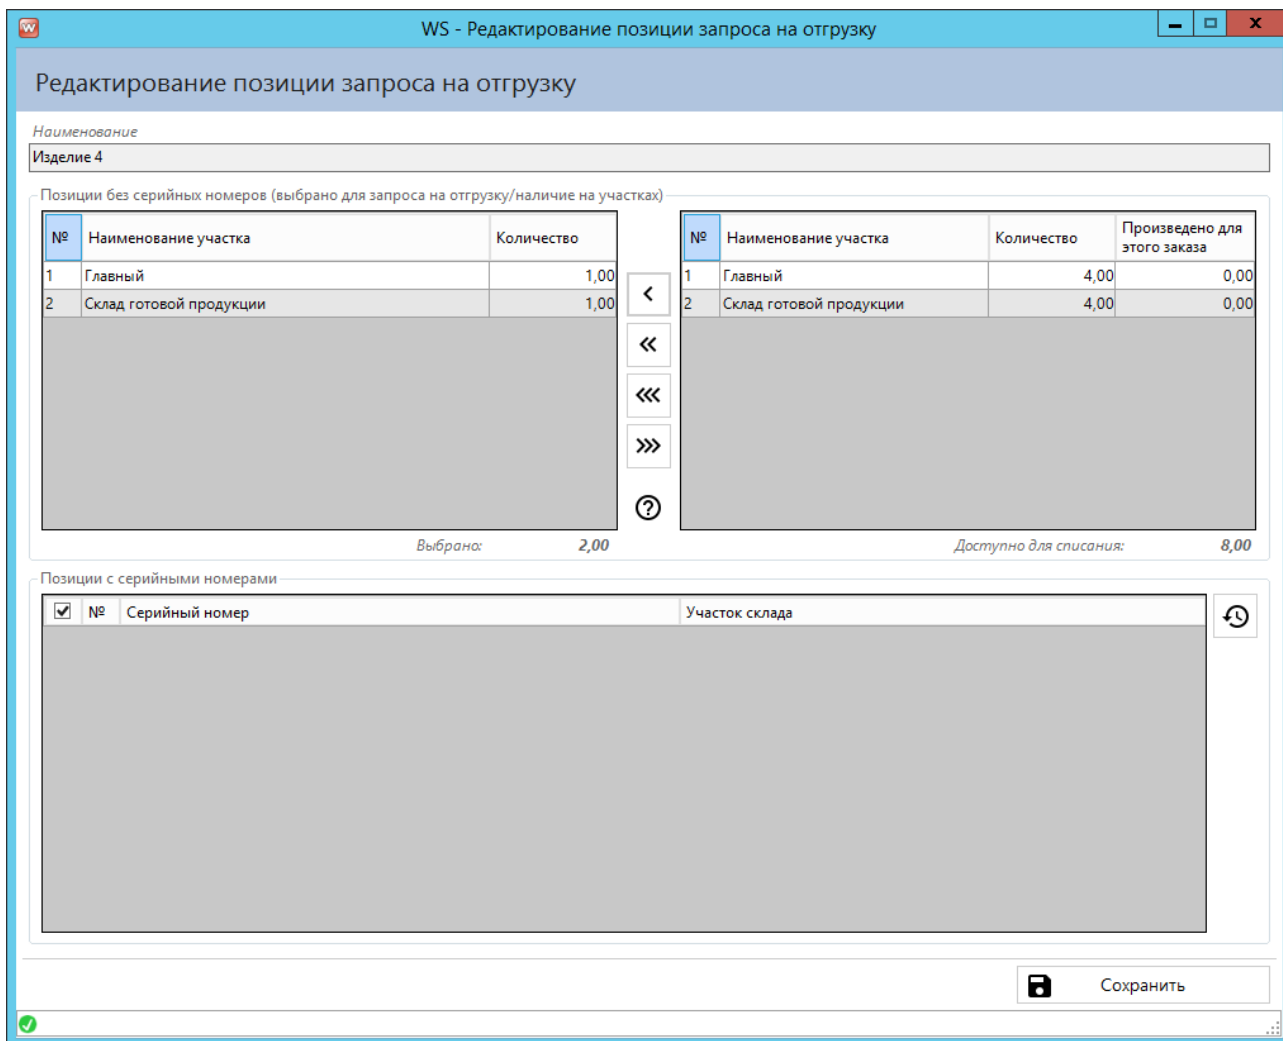 WS - Редактирование позиции запроса на отгрузку
Редактирование позиции запроса на отгрузку
Наименование
Изделие 4
Позиции без серийных номеров (выбрано для запроса на отгрузку/наличие на участках)
№ Наименование участка Количество
1 Главный 1,00
2 Склад готовой продукции 1,00
Выбрано: 2,00
№ Наименование участка Количество Произведено для
этого заказа
1 Главный 4,00 0,00
2 Склад готовой продукции 4,00 0,00
Доступно для списания: 8,00
Позиции с серийными номерами
№ Серийный номер Участок склада
Сохранить